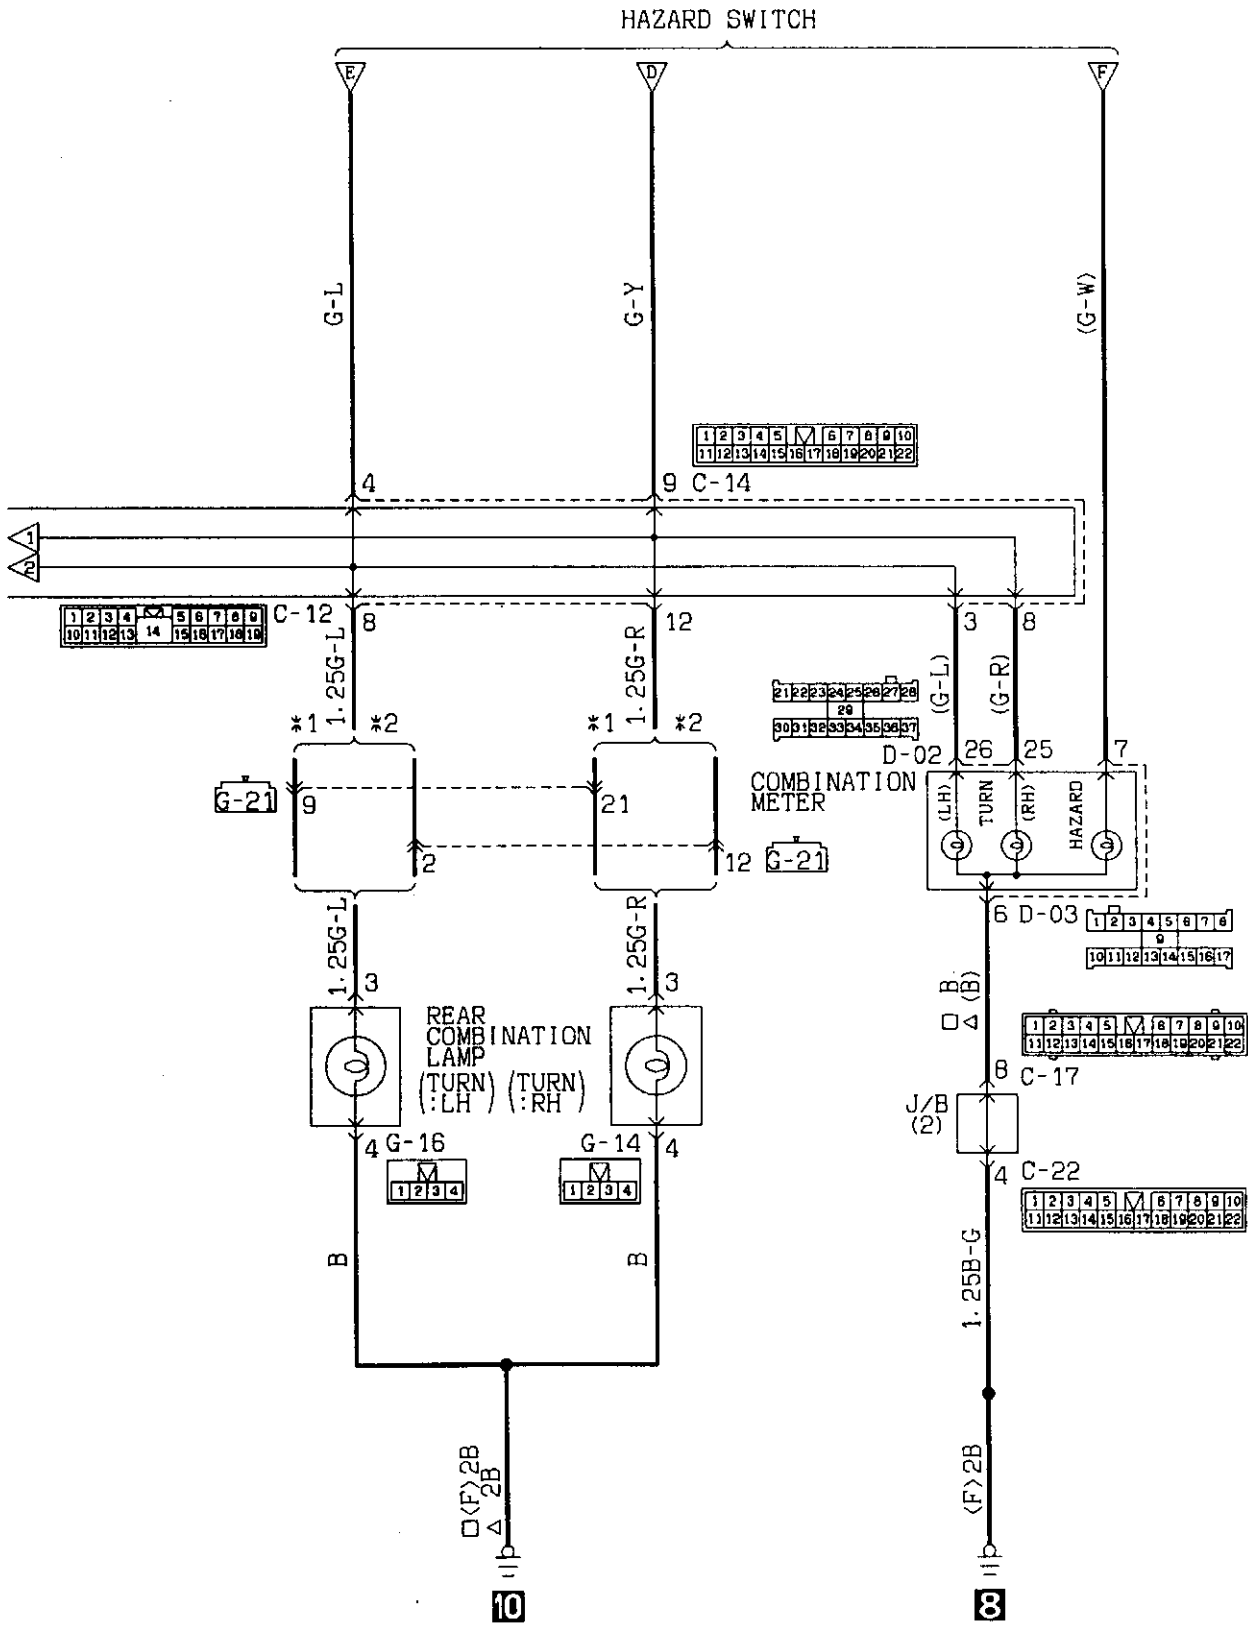 HAZARD SWITCH
E
D
F
G-L
G-Y
(G-W)
1 2 3 4 5 6 7 8 9 10
11 12 13 14 15 16 17 18 19 20 21 22
4
9 C-14
1
2
1 2 3 4 5 6 7 8 9
10 11 12 13 14 15 16 17 18 19
C-12
8
12
3
8
1.25G-L
1.25G-R
(G-L)
(G-R)
21 22 23 24 25 26 27 28
29
30 31 32 33 34 35 36 37
*1
*2
*1
*2
D-02
26
25
7
G-21
9
21
COMBINATION
METER
(LH)
TURN
(RH)
HAZARD
2
12
G-21
6 D-03
1 2 3 4 5 6 7 8
9
10 11 12 13 14 15 16 17
1.25G-L
1.25G-R
B
(B)
3
3
REAR
COMBINATION
LAMP
(TURN
:LH)
(TURN
:RH)
1 2 3 4 5 6 7 8 9 10
11 12 13 14 15 16 17 18 19 20 21 22
8
C-17
J/B
(2)
4
G-16
G-14
4
1 2 3 4
1 2 3 4
4
C-22
1 2 3 4 5 6 7 8 9 10
11 12 13 14 15 16 17 18 19 20 21 22
B
B
1.25B-G
□⟨F⟩2B
△ 2B
⟨F⟩2B
10
8